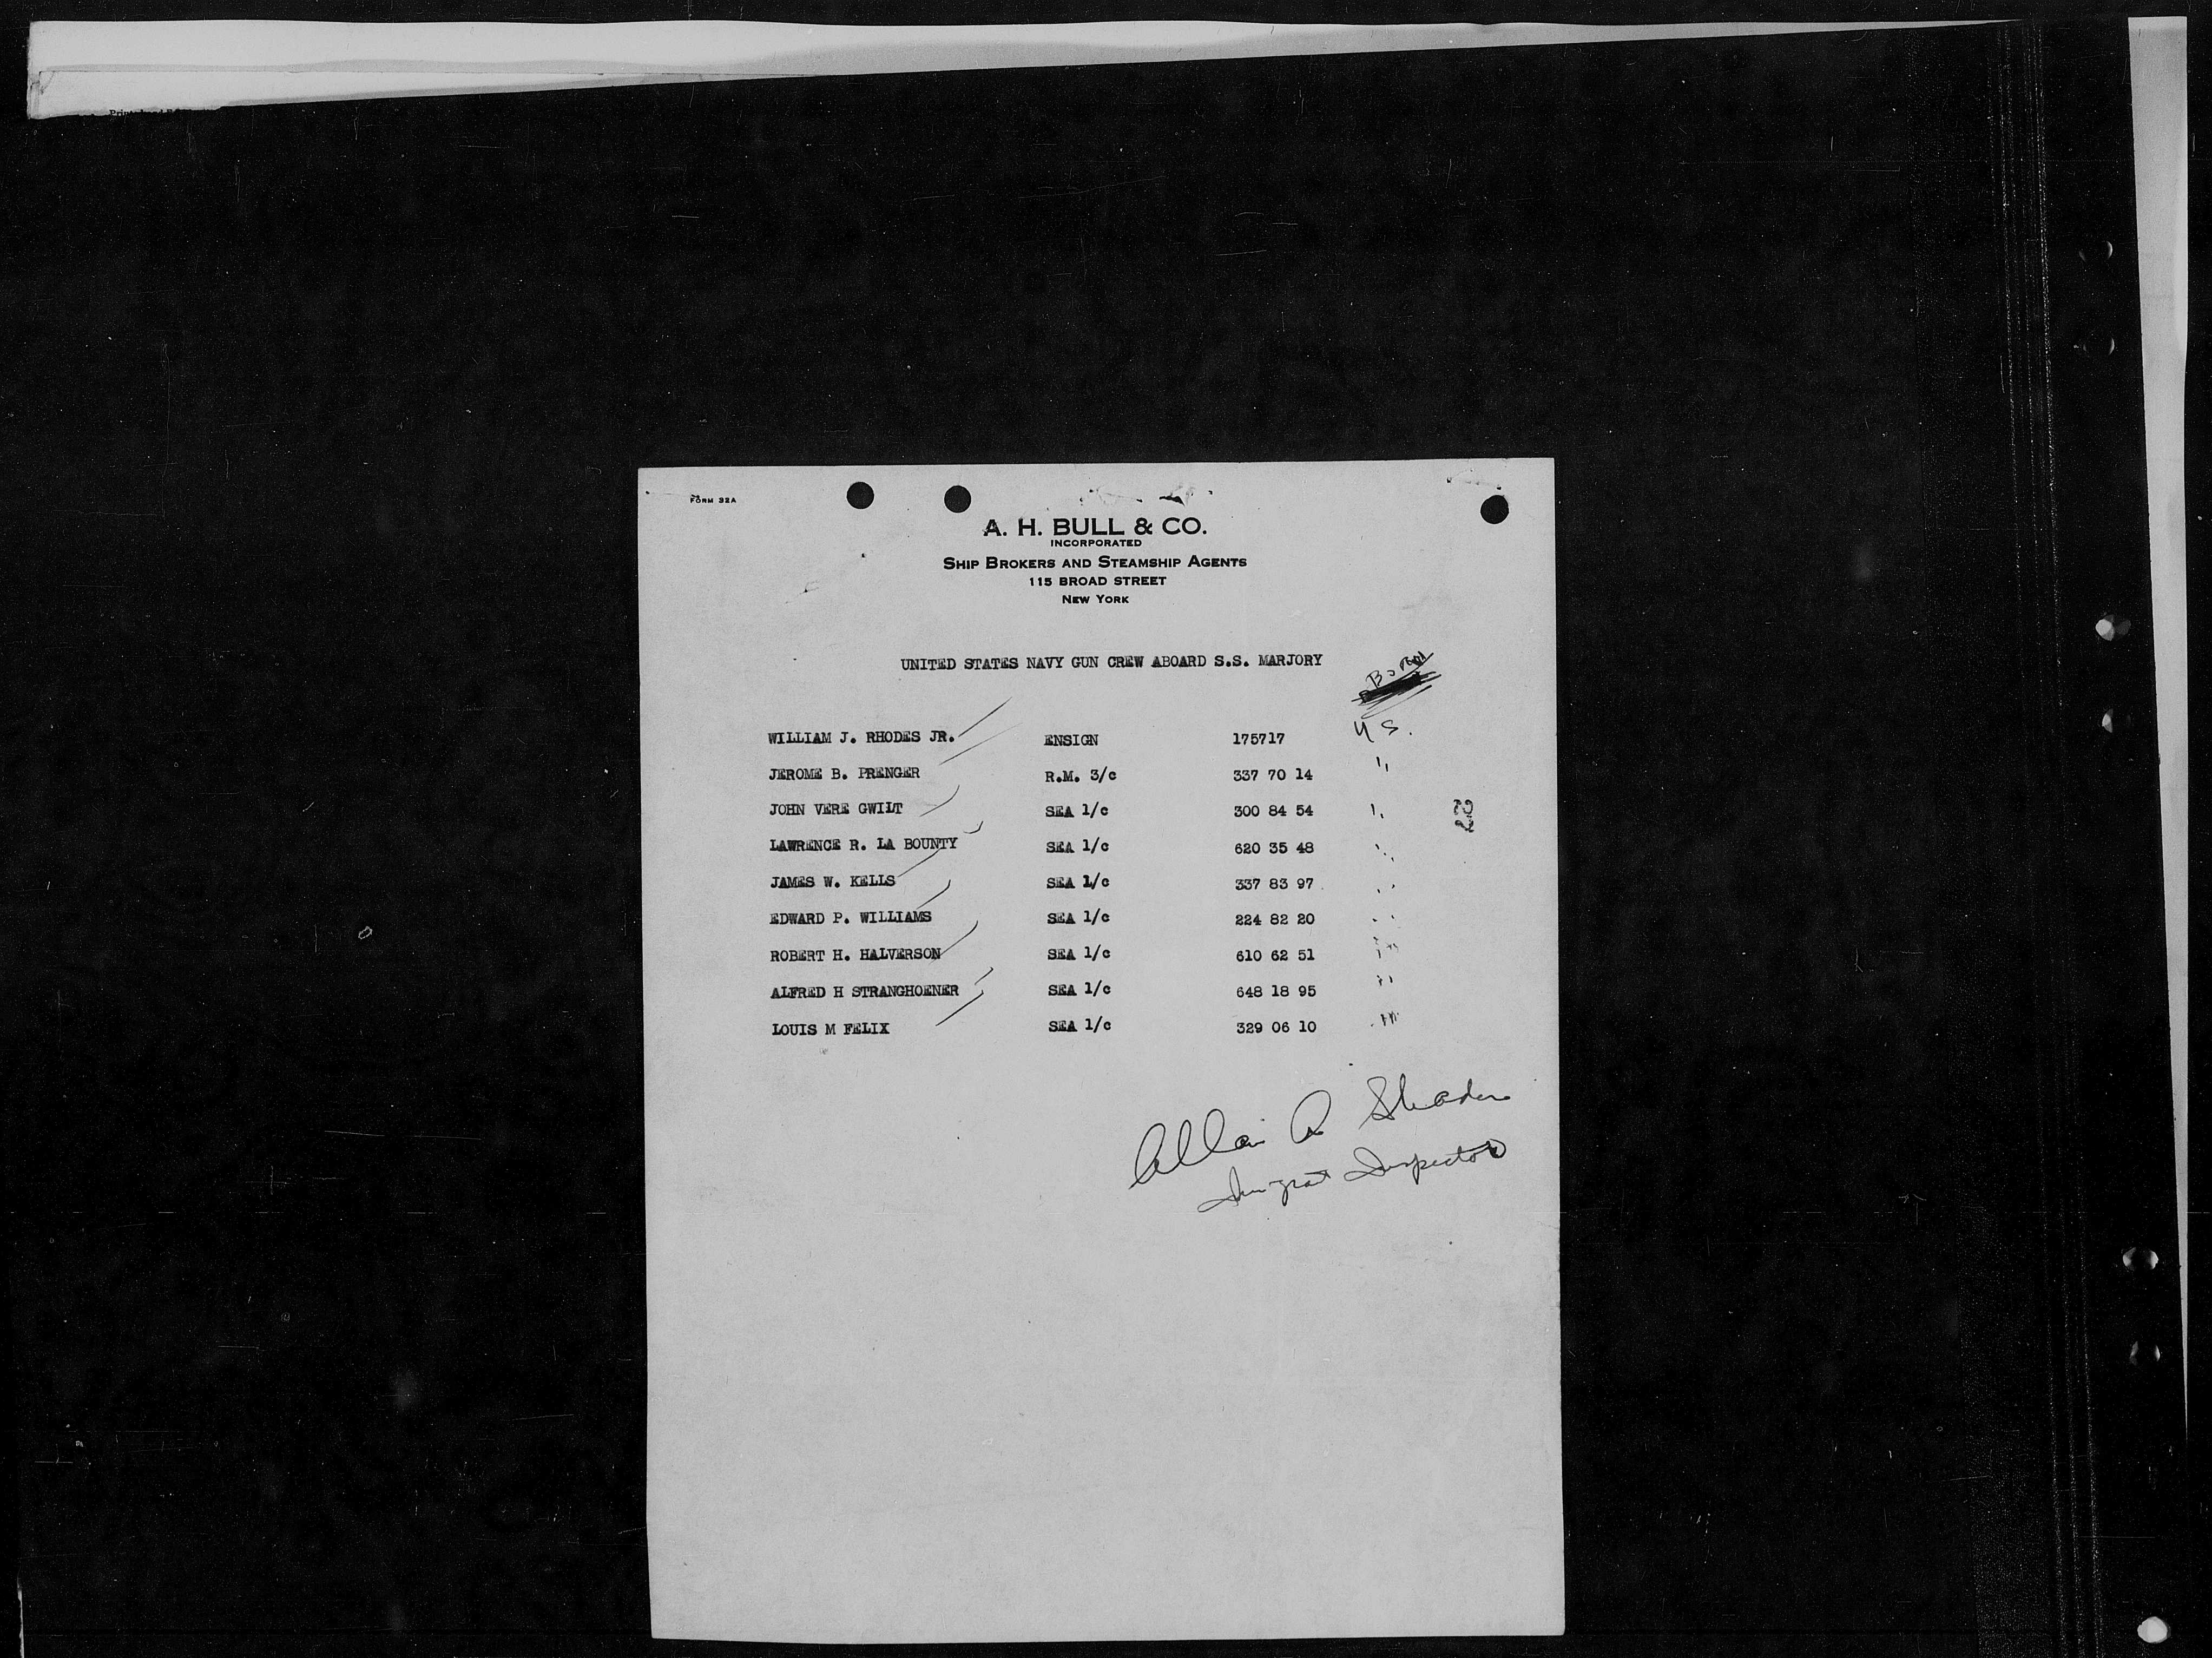 FORM 32A
A. H. BULL & CO.
INCORPORATED
SHIP BROKERS AND STEAMSHIP AGENTS
115 BROAD STREET
NEW YORK
UNITED STATES NAVY GUN CREW ABOARD S.S. MARJORY
Born
WILLIAM J. RHODES JR. ENSIGN 175717 U S.
JEROME B. PRENGER R.M. 3/c 337 70 14 "
JOHN VERE GWILT SEA 1/c 300 84 54 "
LAWRENCE R. LA BOUNTY SEA 1/c 620 35 48 "
JAMES W. KELLS SEA 1/c 337 83 97 "
EDWARD P. WILLIAMS SEA 1/c 224 82 20 "
ROBERT H. HALVERSON SEA 1/c 610 62 51 "
ALFRED H STRANGHOENER SEA 1/c 648 18 95 "
LOUIS M FELIX SEA 1/c 329 06 10 "
22
Inspector